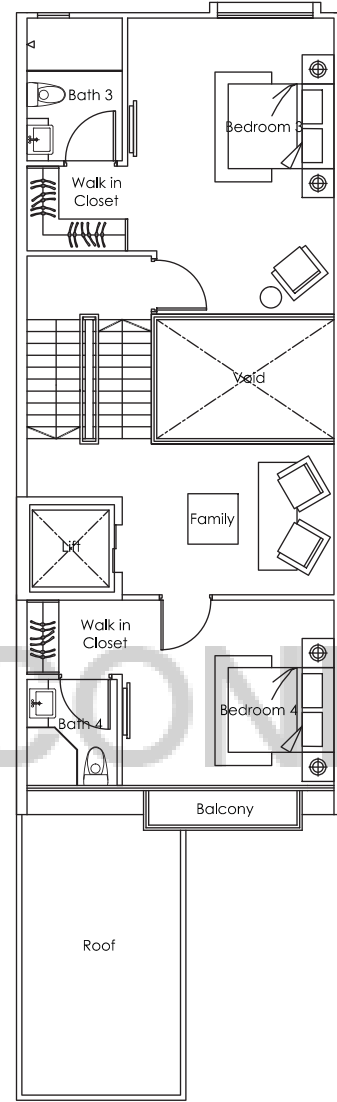 Bath 3
Bedroom 3
Walk in
Closet
Void
Family
Lift
Walk in
Closet
Bedroom 4
Bath 4
Balcony
Roof